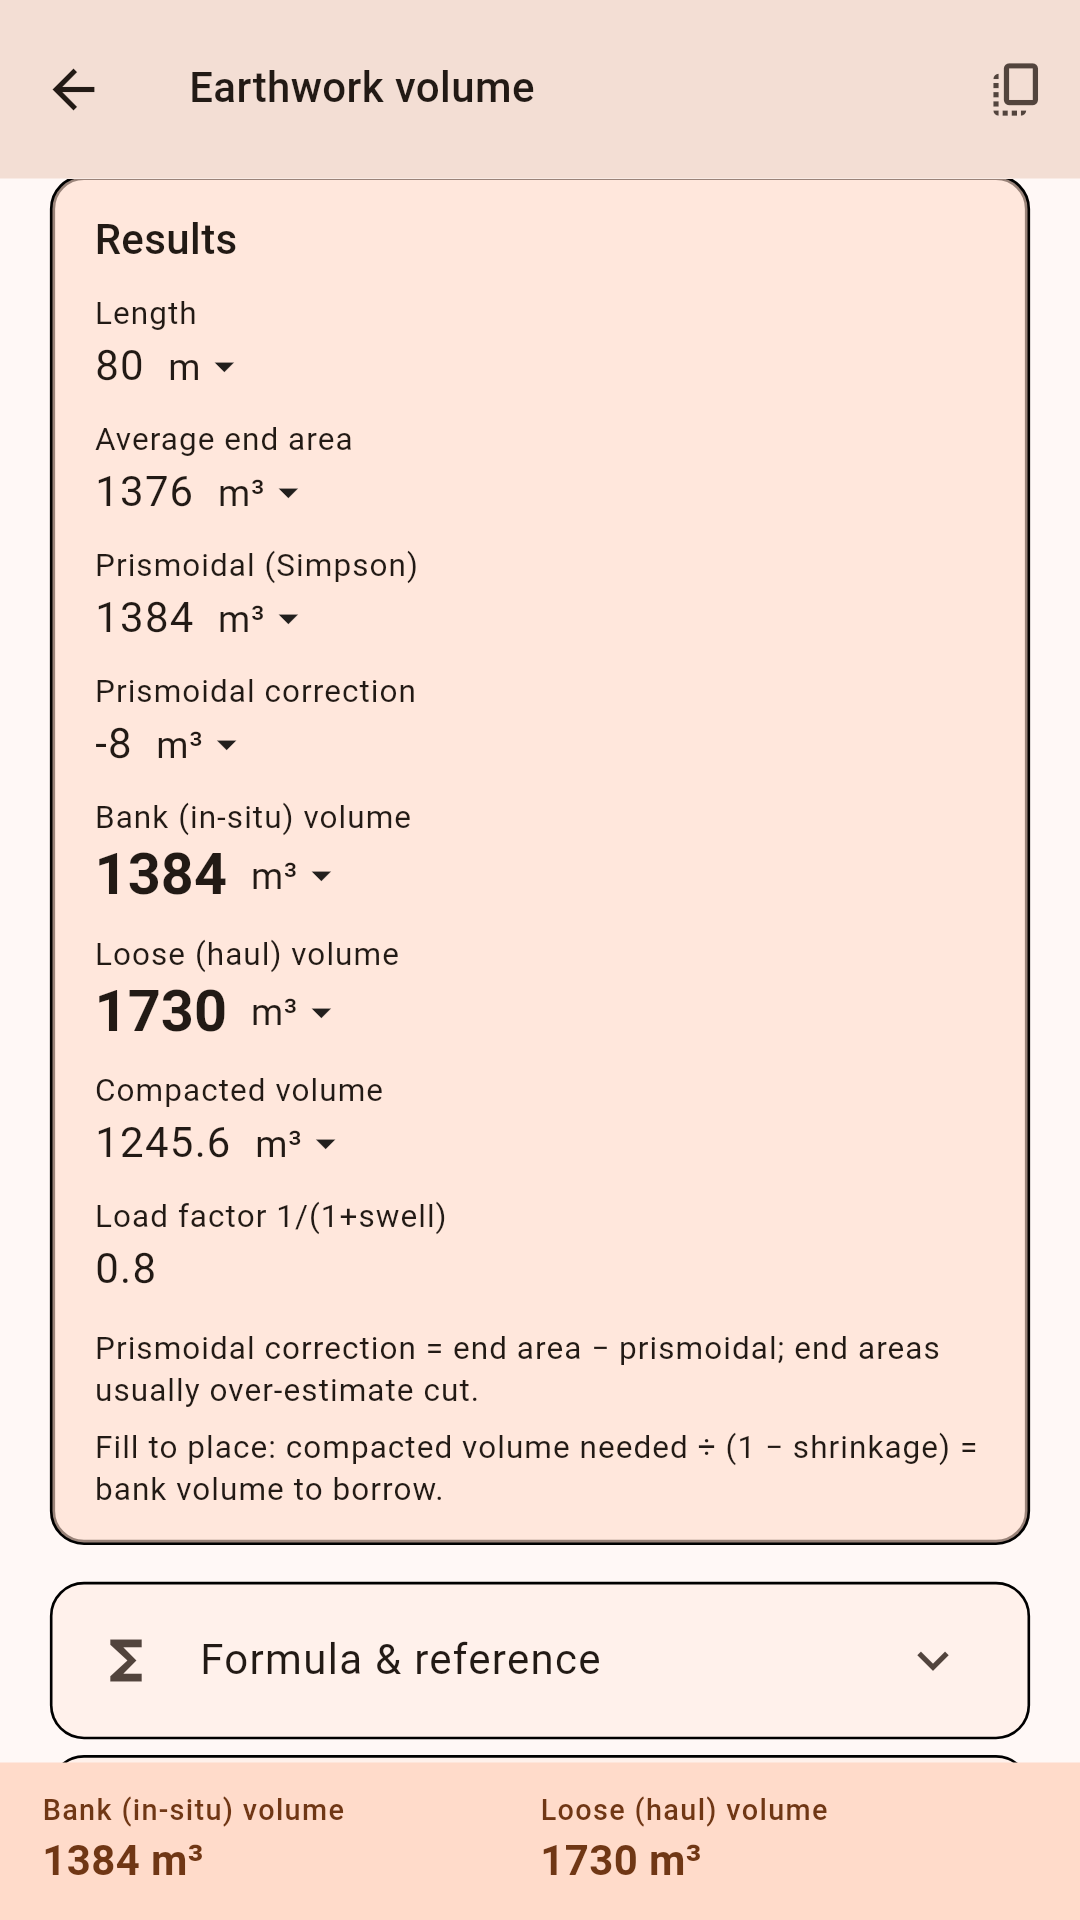 Earthwork volume
Results
Length
80 m
Average end area
1376 m³
Prismoidal (Simpson)
1384 m³
Prismoidal correction
-8 m³
Bank (in-situ) volume
1384 m³
Loose (haul) volume
1730 m³
Compacted volume
1245.6 m³
Load factor 1/(1+swell)
0.8
Prismoidal correction = end area − prismoidal; end areas
usually over-estimate cut.
Fill to place: compacted volume needed ÷ (1 − shrinkage) =
bank volume to borrow.
Formula & reference
Bank (in-situ) volume
1384 m³
Loose (haul) volume
1730 m³